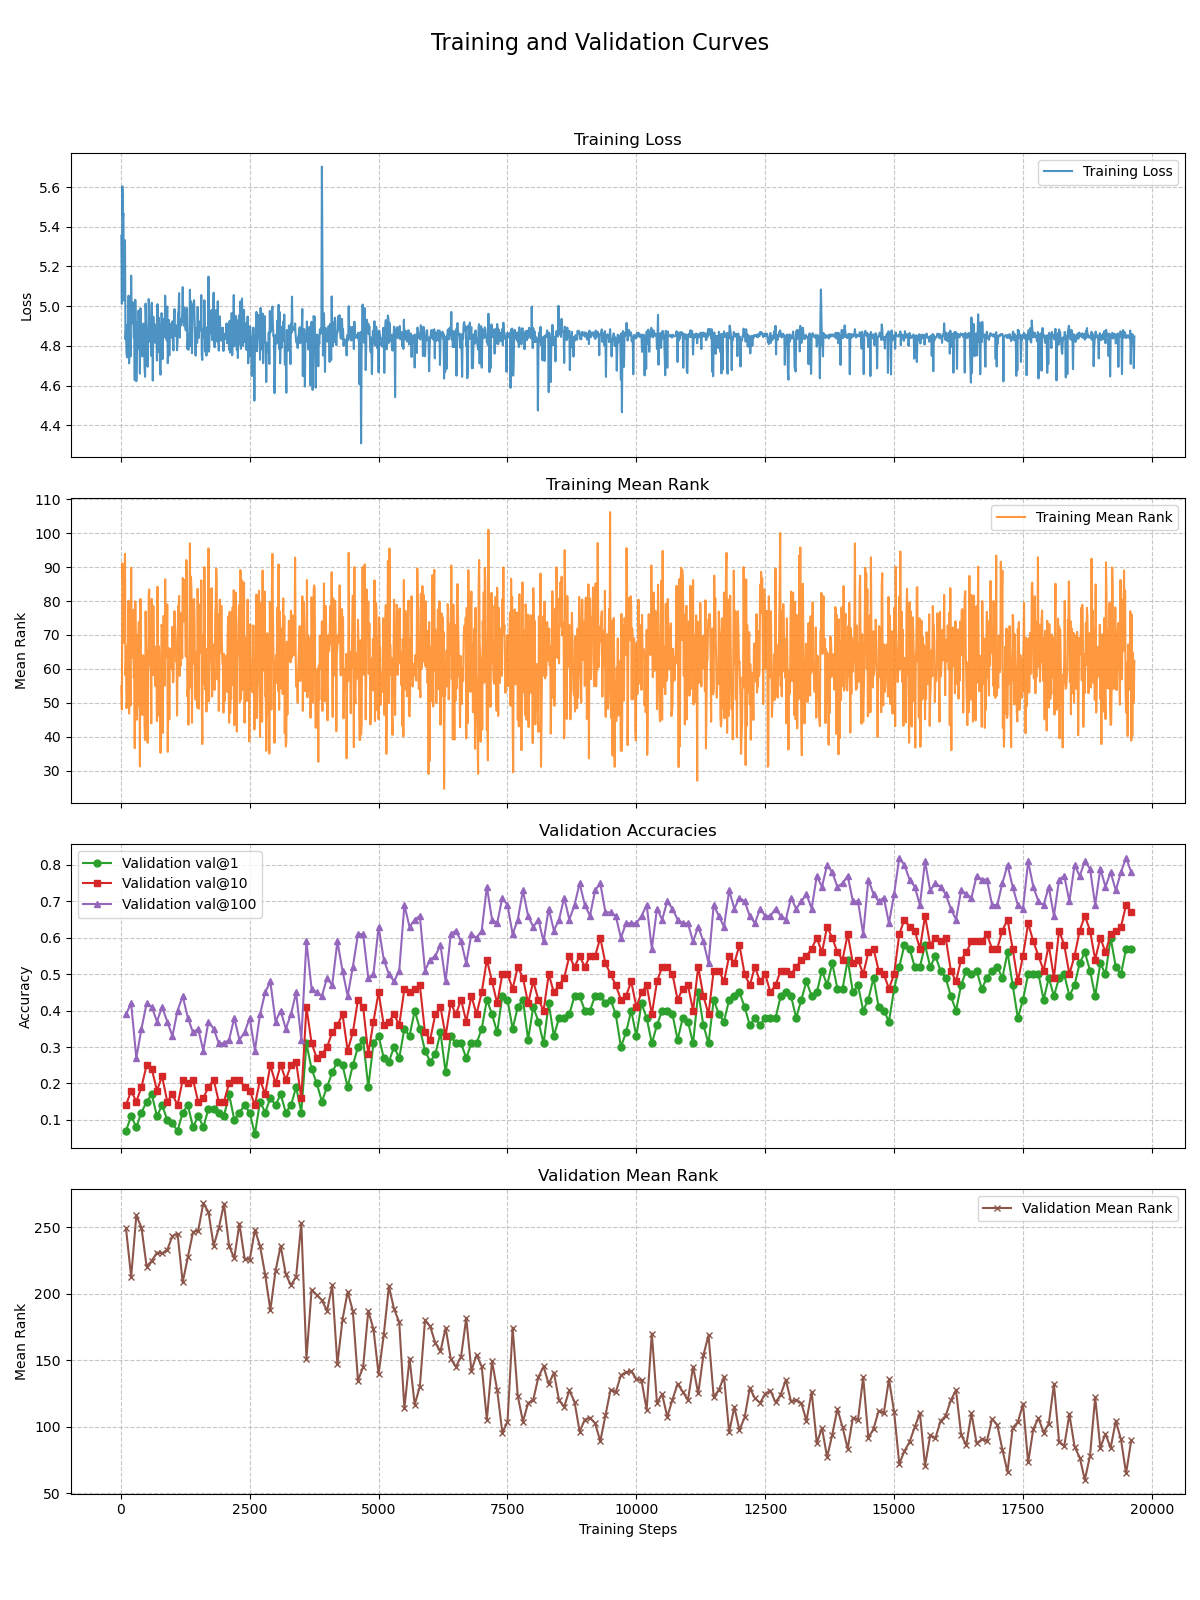 Training and Validation Curves
Training Loss
Training Loss
5.6
5.4
5.2
5.0
4.8
4.6
4.4
Loss
Training Mean Rank
Training Mean Rank
110
100
90
80
70
60
50
40
30
Mean Rank
Validation Accuracies
Validation val@1
Validation val@10
Validation val@100
0.8
0.7
0.6
0.5
0.4
0.3
0.2
0.1
Accuracy
Validation Mean Rank
Validation Mean Rank
250
200
150
100
50
Mean Rank
0 2500 5000 7500 10000 12500 15000 17500 20000
Training Steps